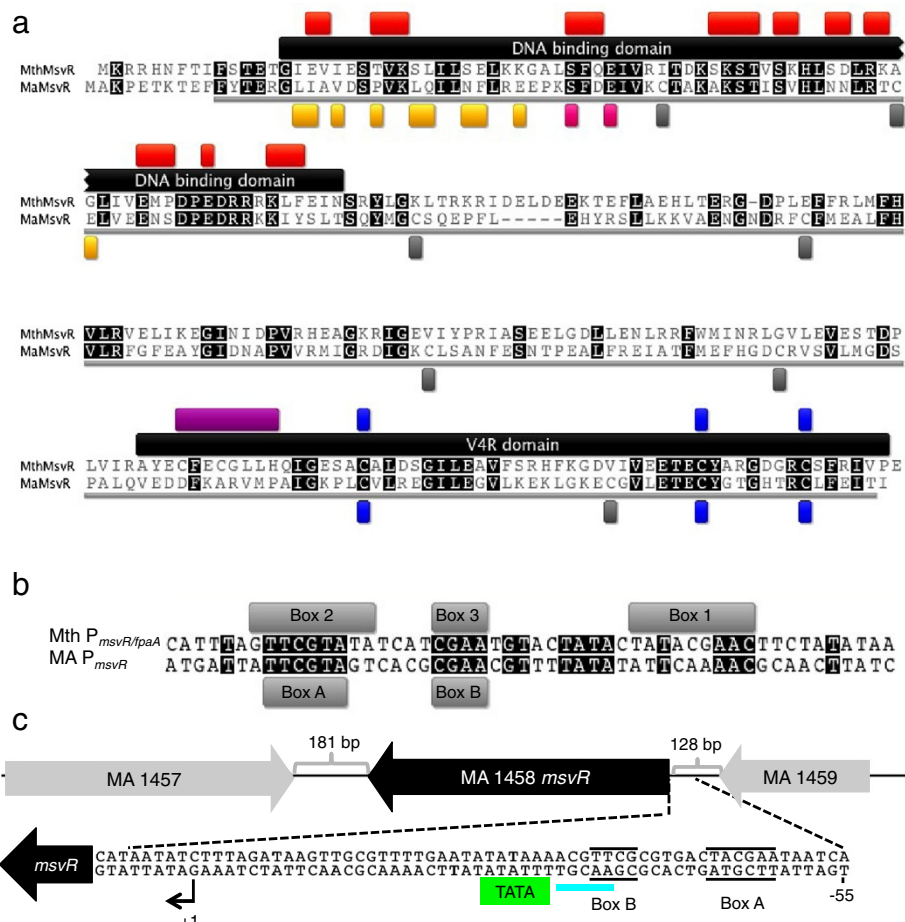 a
DNA binding domain
MthMsvR MKRRHNFTIFSTETGIEVIESTVKSLILSELKKGALSFQEIVRITDKSKSTVSKHLSDLRKA
MaMsvR MAKPETKTEFFYTERGLIAVDSPVKLQILNFLREEPKSFDEIVKCTAKAKSTISVHLNNLRTC
DNA binding domain
MthMsvR GLIVEMPDPEDRRRKLFEINSRYLGKLTRKRIDELDEEKTEFLAEHLTERG-DPLEFFRLMFH
MaMsvR ELVEENSDPEDRRKKIYSLTSQYMGCSQEPFL-----EHYRSLLKKVAENGNDRFCFMEALFH
MthMsvR VLRVELIKEGINIDPVRHEAGKRIGEVIYPRIASEELGDLLENLRRFWMINRLGVLEVESTDP
MaMsvR VLRFGFEAYGIDNAPVVRMIGRDIGKCLSANFESNTPEALFREIATFMEFHGDCRVSVLMGDS
V4R domain
MthMsvR LVIRAYECFECGLLHQIGESACALDSGILEAVFSRHFKGDVIVEETECYARGDGRCSFRIVPE
MaMsvR PALQVEDDFKARVMPAIGKPLCVLREGILEGVLKEKLGKECGVLETECYGTGHTRCLFEITI
b
Box 2 Box 3 Box 1
Mth PmsvR/fpaA CATTTAGTTCGTATATCATCGAATGTACTATACTATACGAACTTCTATATAA
MA PmsvR ATGATTATTCGTAGTCACGCGAACGTTTTATATATTCAAAACGCAACTTATC
Box A Box B
c
181 bp 128 bp
MA 1457 MA 1458 msvR MA 1459
msvR CATAATATCTTTAGATAAGTTGCGTTTTGAATATATAAAACGTTCGCGTGACTACGAATAATCA
GTATTATAGAAATCTATTCAACGCAAAACTTATATATTTTGCAAGCGCACTGATGCTTATTAGT
TATA Box B Box A -55
+1